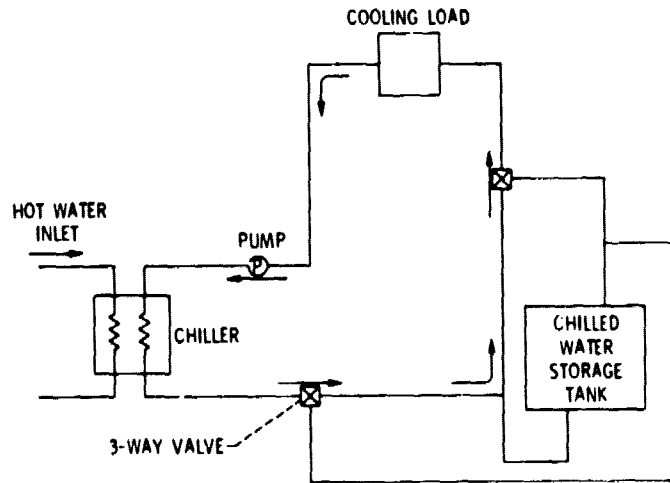 COOLING LOAD
HOT WATER
INLET
PUMP
P
CHILLER
CHILLED
WATER
STORAGE
TANK
3-WAY VALVE